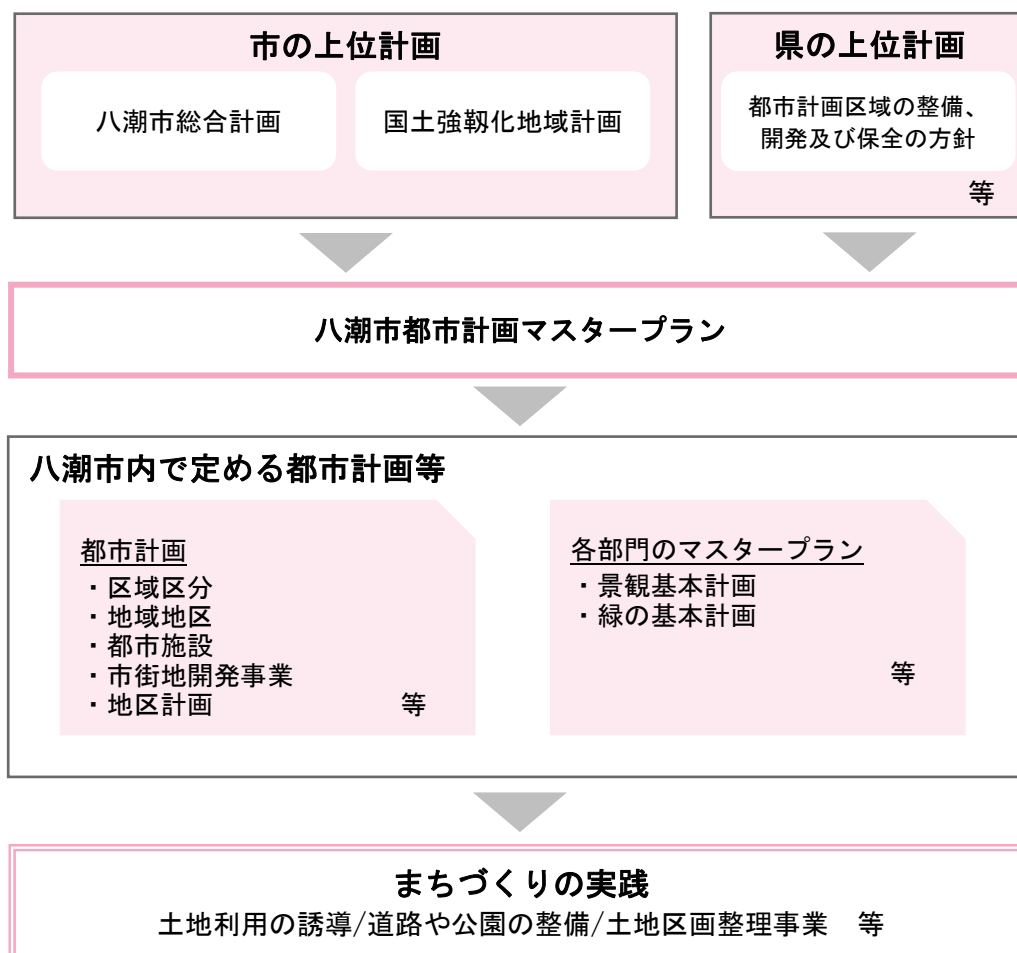 市の上位計画
八潮市総合計画
国土強靱化地域計画
県の上位計画
都市計画区域の整備、
開発及び保全の方針
等
八潮市都市計画マスタープラン
八潮市内で定める都市計画等
都市計画
・区域区分
・地域地区
・都市施設
・市街地開発事業
・地区計画 等
各部門のマスタープラン
・景観基本計画
・緑の基本計画
等
まちづくりの実践
土地利用の誘導/道路や公園の整備/土地区画整理事業　等